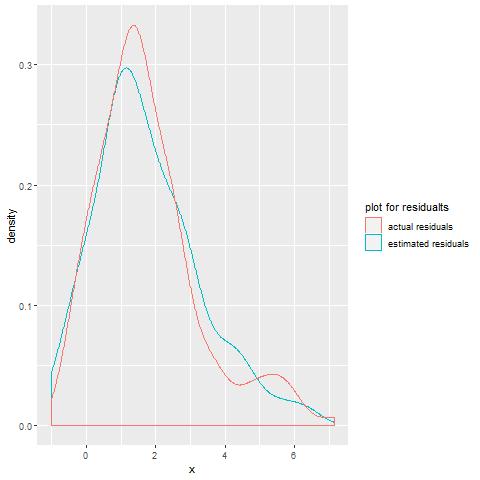 0.3
0.2
0.1
0.0
density
0
2
4
6
x
plot for residualts
actual residuals
estimated residuals